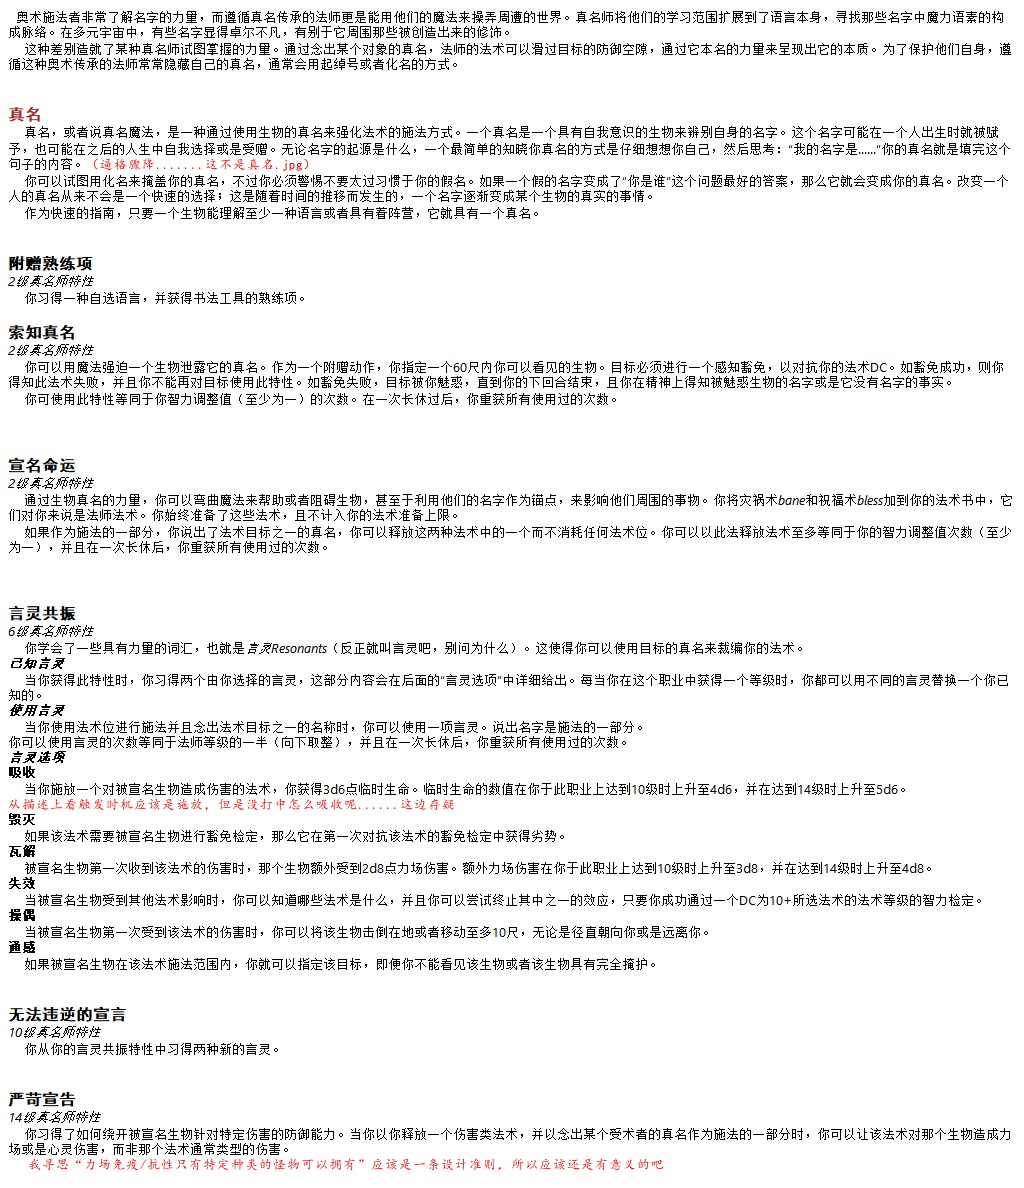 奥术施法者非常了解名字的力量，而遵循真名传承的法师更是能用他们的魔法来操弄周遭的世界。真名师将他们的学习范围扩展到了语言本身，寻找那些名字中魔力语素的构
成脉络。在多元宇宙中，有些名字显得卓尔不凡，有别于它周围那些被创造出来的修饰。
这种差别造就了某种真名师试图掌握的力量。通过念出某个对象的真名，法师的法术可以滑过目标的防御空隙，通过它本名的力量来呈现出它的本质。为了保护他们自身，遵
循这种奥术传承的法师常常隐藏自己的真名，通常会用起绰号或者化名的方式。
真名
真名，或者说真名魔法，是一种通过使用生物的真名来强化法术的施法方式。一个真名是一个具有自我意识的生物来辨别自身的名字。这个名字可能在一个人出生时就被赋
予，也可能在之后的人生中自我选择或是受赠。无论名字的起源是什么，一个最简单的知晓你真名的方式是仔细想想你自己，然后思考：“我的名字是……”你的真名就是填完这个
句子的内容。（逼格骤降.......这不是真名.jpg）
你可以试图用化名来掩盖你的真名，不过你必须警惕不要太过习惯于你的假名。如果一个假的名字变成了“你是谁”这个问题最好的答案，那么它就会变成你的真名。改变一个
人的真名从来不会是一个快速的选择；这是随着时间的推移而发生的，一个名字逐渐变成某个生物的真实的事情。
作为快速的指南，只要一个生物能理解至少一种语言或者具有着阵营，它就具有一个真名。
附赠熟练项
2级真名师特性
你习得一种自选语言，并获得书法工具的熟练项。
索知真名
2级真名师特性
你可以用魔法强迫一个生物泄露它的真名。作为一个附赠动作，你指定一个60尺内你可以看见的生物。目标必须进行一个感知豁免，以对抗你的法术DC。如豁免成功，则你
得知此法术失败，并且你不能再对目标使用此特性。如豁免失败，目标被你魅惑，直到你的下回合结束，且你在精神上得知被魅惑生物的名字或是它没有名字的事实。
你可使用此特性等同于你智力调整值（至少为一）的次数。在一次长休过后，你重获所有使用过的次数。
宣名命运
2级真名师特性
通过生物真名的力量，你可以弯曲魔法来帮助或者阻碍生物，甚至于利用他们的名字作为锚点，来影响他们周围的事物。你将灾祸术bane和祝福术bless加到你的法术书中，它
们对你来说是法师法术。你始终准备了这些法术，且不计入你的法术准备上限。
如果作为施法的一部分，你说出了法术目标之一的真名，你可以释放这两种法术中的一个而不消耗任何法术位。你可以以此法释放法术至多等同于你的智力调整值次数（至少
为一），并且在一次长休后，你重获所有使用过的次数。
言灵共振
6级真名师特性
你学会了一些具有力量的词汇，也就是言灵Resonants（反正就叫言灵吧，别问为什么）。这使得你可以使用目标的真名来裁编你的法术。
已知言灵
当你获得此特性时，你习得两个由你选择的言灵，这部分内容会在后面的“言灵选项”中详细给出。每当你在这个职业中获得一个等级时，你都可以用不同的言灵替换一个你已
知的。
使用言灵
当你使用法术位进行施法并且念出法术目标之一的名称时，你可以使用一项言灵。说出名字是施法的一部分。
你可以使用言灵的次数等同于法师等级的一半（向下取整），并且在一次长休后，你重获所有使用过的次数。
言灵选项
吸收
当你施放一个对被宣名生物造成伤害的法术，你获得3d6点临时生命。临时生命的数值在你于此职业上达到10级时上升至4d6，并在达到14级时上升至5d6。
从描述上看触发时机应该是施放，但是没打中怎么吸收呢......这边存疑
毁灭
如果该法术需要被宣名生物进行豁免检定，那么它在第一次对抗该法术的豁免检定中获得劣势。
瓦解
被宣名生物第一次收到该法术的伤害时，那个生物额外受到2d8点力场伤害。额外力场伤害在你于此职业上达到10级时上升至3d8，并在达到14级时上升至4d8。
失效
当被宣名生物受到其他法术影响时，你可以知道哪些法术是什么，并且你可以尝试终止其中之一的效应，只要你成功通过一个DC为10+所选法术的法术等级的智力检定。
操偶
当被宣名生物第一次受到该法术的伤害时，你可以将该生物击倒在地或者移动至多10尺，无论是径直朝向你或是远离你。
通感
如果被宣名生物在该法术施法范围内，你就可以指定该目标，即便你不能看见该生物或者该生物具有完全掩护。
无法违逆的宣言
10级真名师特性
你从你的言灵共振特性中习得两种新的言灵。
严苛宣告
14级真名师特性
你习得了如何绕开被宣名生物针对特定伤害的防御能力。当你以你释放一个伤害类法术，并以念出某个受术者的真名作为施法的一部分时，你可以让该法术对那个生物造成力
场或是心灵伤害，而非那个法术通常类型的伤害。
我寻思“力场免疫/抗性只有特定种类的怪物可以拥有”应该是一条设计准则，所以应该还是有意义的吧